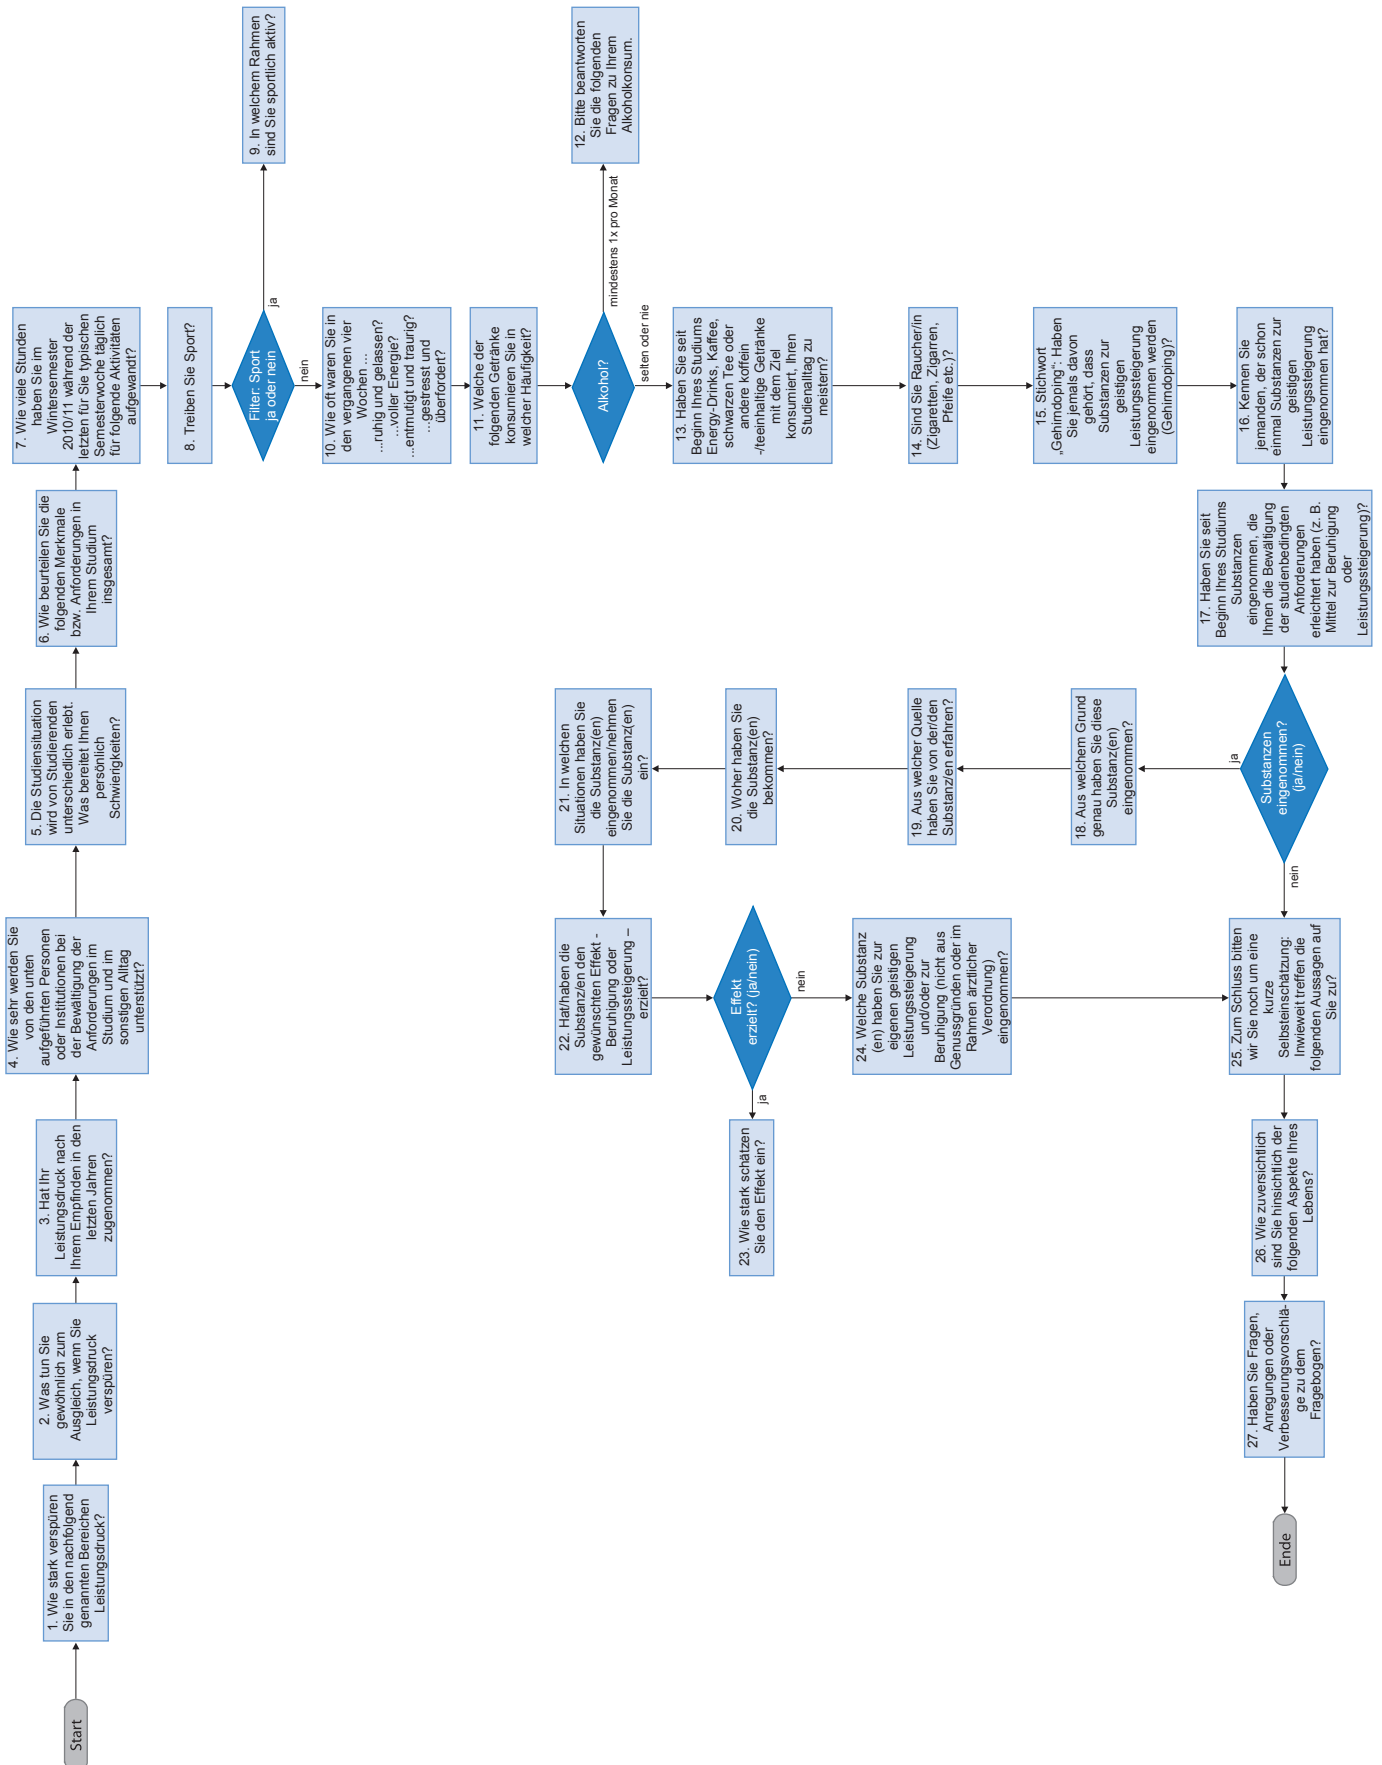 Start
1. Wie stark verspüren
Sie in den nachfolgend
genannten Bereichen
Leistungsdruck?
2. Was tun Sie
gewöhnlich zum
Ausgleich, wenn Sie
Leistungsdruck
verspüren?
3. Hat Ihr
Leistungsdruck nach
Ihrem Empfinden in den
letzten Jahren
zugenommen?
4. Wie sehr werden Sie
von den unten
aufgeführten Personen
oder Institutionen bei
der Bewältigung der
Anforderungen im
Studium und im
sonstigen Alltag
unterstützt?
5. Die Studiensituation
wird von Studierenden
unterschiedlich erlebt.
Was bereitet Ihnen
persönlich
Schwierigkeiten?
6. Wie beurteilen Sie die
folgenden Merkmale
bzw. Anforderungen in
Ihrem Studium
insgesamt?
7. Wie viele Stunden
haben Sie im
Wintersemester
2010/11 während der
letzten für Sie typischen
Semesterwoche täglich
für folgende Aktivitäten
aufgewandt?
8. Treiben Sie Sport?
Filter: Sport
ja oder nein
ja
nein
9. In welchem Rahmen
sind Sie sportlich aktiv?
10. Wie oft waren Sie in
den vergangenen vier
Wochen…
...ruhig und gelassen?
...voller Energie?
...entmutigt und traurig?
...gestresst und
überfordert?
11. Welche der
folgenden Getränke
konsumieren Sie in
welcher Häufigkeit?
Alkohol?
mindestens 1x pro Monat
selten oder nie
12. Bitte beantworten
Sie die folgenden
Fragen zu Ihrem
Alkoholkonsum.
13. Haben Sie seit
Beginn Ihres Studiums
Energy-Drinks, Kaffee,
schwarzen Tee oder
andere koffein
-/teeinhaltige Getränke
mit dem Ziel
konsumiert, Ihren
Studienalltag zu
meistern?
14. Sind Sie Raucher/in
(Zigaretten, Zigarren,
Pfeife etc.)?
15. Stichwort
„Gehirndoping“: Haben
Sie jemals davon
gehört, dass
Substanzen zur
geistigen
Leistungssteigerung
eingenommen werden
(Gehirndoping)?
16. Kennen Sie
jemanden, der schon
einmal Substanzen zur
geistigen
Leistungssteigerung
eingenommen hat?
17. Haben Sie seit
Beginn Ihres Studiums
Substanzen
eingenommen, die
Ihnen die Bewältigung
der studienbedingten
Anforderungen
erleichtert haben (z. B.
Mittel zur Beruhigung
oder
Leistungssteigerung)?
Substanzen
eingenommen?
(ja/nein)
ja
nein
18. Aus welchem Grund
genau haben Sie diese
Substanz(en)
eingenommen?
19. Aus welcher Quelle
haben Sie von der/den
Substanz/en erfahren?
20. Woher haben Sie
die Substanz(en)
bekommen?
21. In welchen
Situationen haben Sie
die Substanz(en)
eingenommen/nehmen
Sie die Substanz(en)
ein?
22. Hat/haben die
Substanz/en den
gewünschten Effekt -
Beruhigung oder
Leistungssteigerung –
erzielt?
Effekt
erzielt? (ja/nein)
ja
nein
23. Wie stark schätzen
Sie den Effekt ein?
24. Welche Substanz
(en) haben Sie zur
eigenen geistigen
Leistungssteigerung
und/oder zur
Beruhigung (nicht aus
Genussgründen oder im
Rahmen ärztlicher
Verordnung)
eingenommen?
25. Zum Schluss bitten
wir Sie noch um eine
kurze
Selbsteinschätzung:
Inwieweit treffen die
folgenden Aussagen auf
Sie zu?
26. Wie zuversichtlich
sind Sie hinsichtlich der
folgenden Aspekte Ihres
Lebens?
27. Haben Sie Fragen,
Anregungen oder
Verbesserungsvorschlä-
ge zu dem
Fragebogen?
Ende